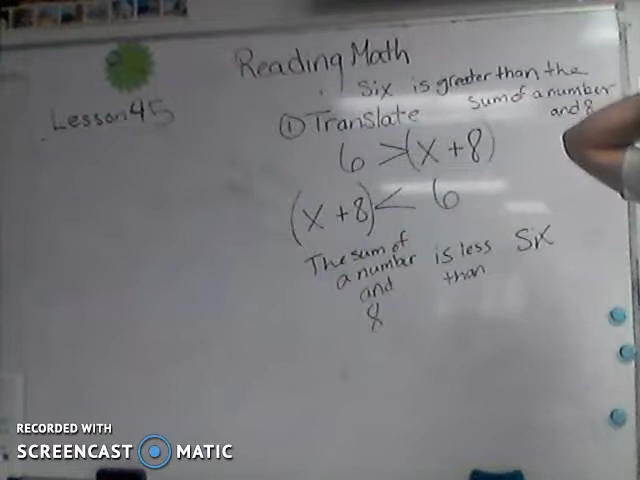 Reading Math
Lesson 45
Six is greater than the
sum of a number
and 8
① Translate
6 >(x + 8)
(x + 8)< 6
The sum of
a number
and
8
is less
than
Six
RECORDED WITH
SCREENCAST MATIC